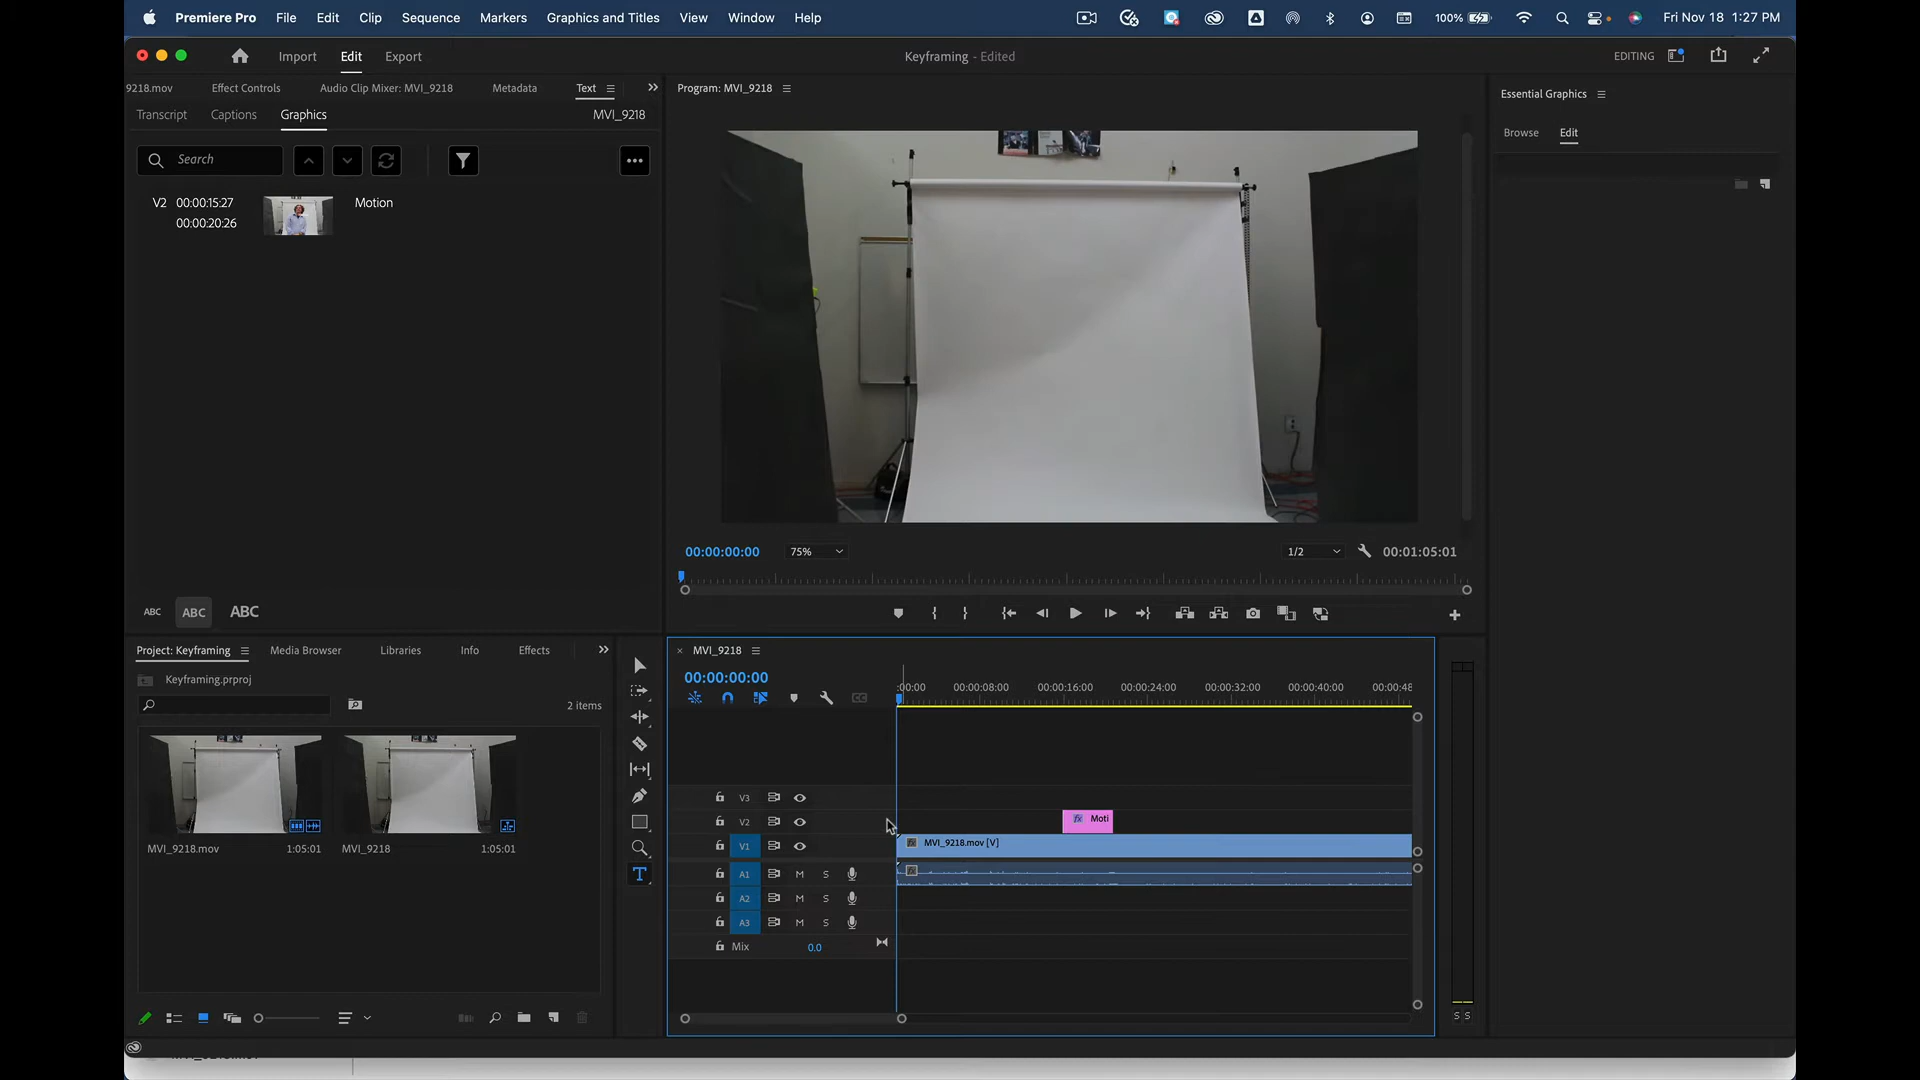 Premiere Pro File Edit Clip Sequence Markers Graphics and Titles View Window Help 100% Fri Nov 18 1:27 PM
Import Edit Export Keyframing - Edited EDITING
9218.mov Effect Controls Audio Clip Mixer: MVI_9218 Metadata Text Program: MVI_9218 Essential Graphics
Transcript Captions Graphics MVI_9218
Browse Edit
Search
V2 00:00:15:27 Motion
00:00:20:26
00:00:00:00 75% 1/2 00:01:05:01
ABC ABC ABC
Project: Keyframing Media Browser Libraries Info Effects MVI_9218
Keyframing.prproj 00:00:00:00
:00:00 00:00:08:00 00:00:16:00 00:00:24:00 00:00:32:00 00:00:40:00 00:00:48
2 items
V3
V2 Moti
V1 MVI_9218.mov [V]
MVI_9218.mov 1:05:01 MVI_9218 1:05:01
A1 M S
A2 M S
A3 M S
Mix 0.0
S S